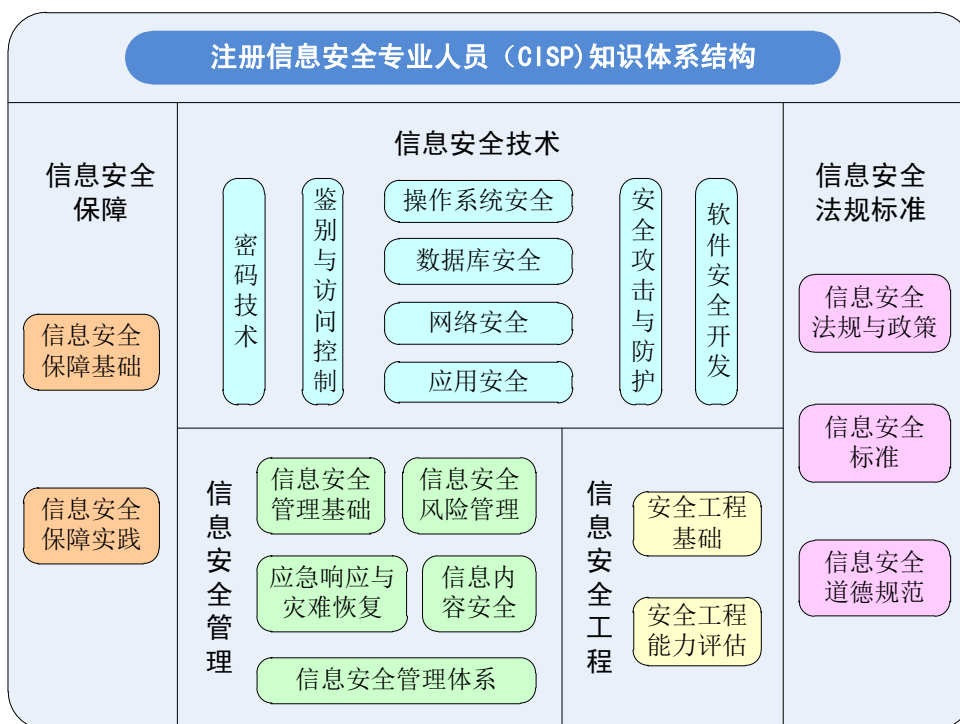 注册信息安全专业人员（CISP)知识体系结构
信息安全
保障
信息安全
保障基础
信息安全
保障实践
信息安全技术
密码技术
鉴别与访问控制
操作系统安全
数据库安全
网络安全
应用安全
安全攻击与防护
软件安全开发
信息安全管理
信息安全
管理基础
信息安全
风险管理
应急响应与
灾难恢复
信息内
容安全
信息安全管理体系
信息安全工程
安全工程
基础
安全工程
能力评估
信息安全
法规标准
信息安全
法规与政策
信息安全
标准
信息安全
道德规范